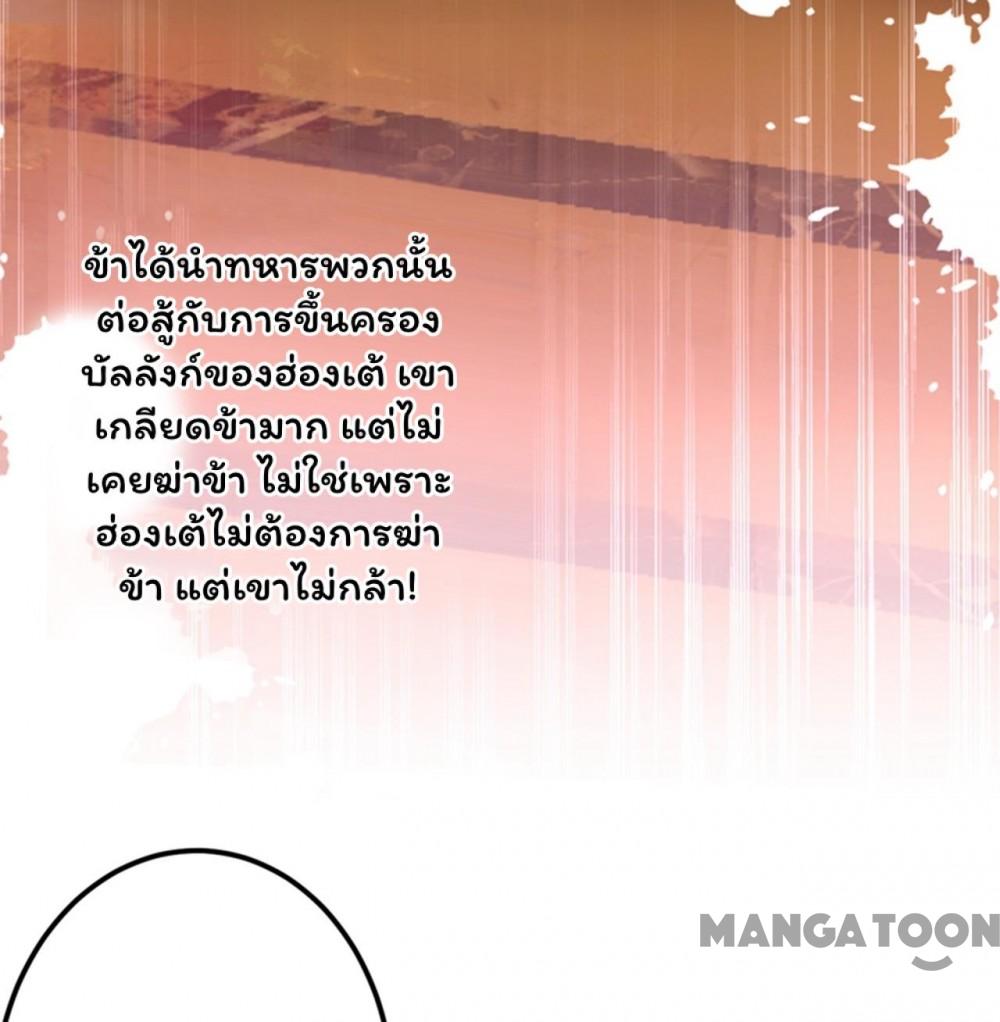 ข้าได้นำทหารพวกนั้น
ต่อสู้กับการขึ้นครอง
บัลลังก์ของฮ่องเต้ เขา
เกลียดข้ามาก แต่ไม่
เคยฆ่าข้า ไม่ใช่เพราะ
ฮ่องเต้ไม่ต้องการฆ่า
ข้า แต่เขาไม่กล้า!
MANGATOON